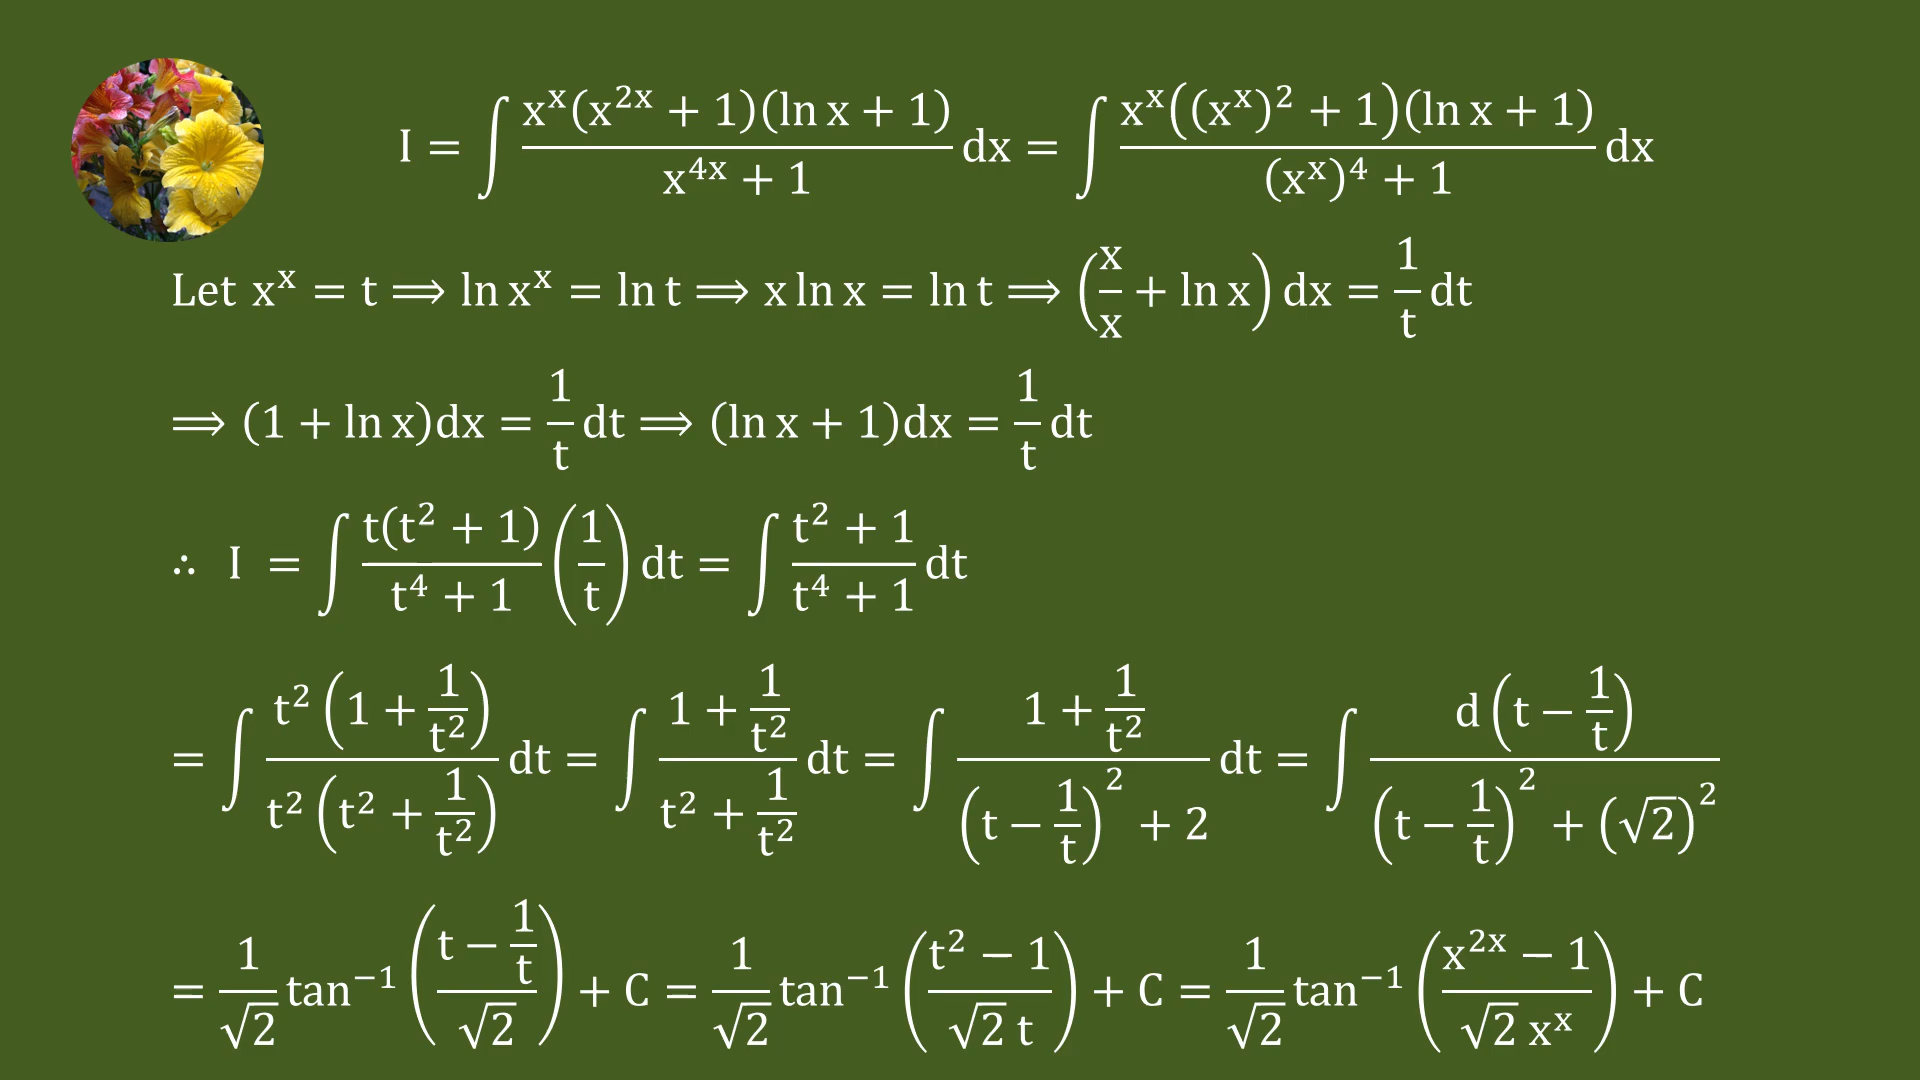 I = ∫ x^x(x^{2x} + 1)(ln x + 1) / (x^{4x} + 1) dx = ∫ x^x((x^x)^2 + 1)(ln x + 1) / ((x^x)^4 + 1) dx
Let x^x = t ⟹ ln x^x = ln t ⟹ x ln x = ln t ⟹ (x/x + ln x) dx = 1/t dt
⟹ (1 + ln x)dx = 1/t dt ⟹ (ln x + 1)dx = 1/t dt
∴ I = ∫ t(t^2 + 1) / (t^4 + 1) (1/t) dt = ∫ (t^2 + 1) / (t^4 + 1) dt
= ∫ t^2(1 + 1/t^2) / (t^2(t^2 + 1/t^2)) dt = ∫ (1 + 1/t^2) / (t^2 + 1/t^2) dt = ∫ (1 + 1/t^2) / ((t − 1/t)^2 + 2) dt = ∫ d(t − 1/t) / ((t − 1/t)^2 + (√2)^2)
= 1/√2 tan^{−1}((t − 1/t) / √2) + C = 1/√2 tan^{−1}((t^2 − 1) / (√2 t)) + C = 1/√2 tan^{−1}((x^{2x} − 1) / (√2 x^x)) + C